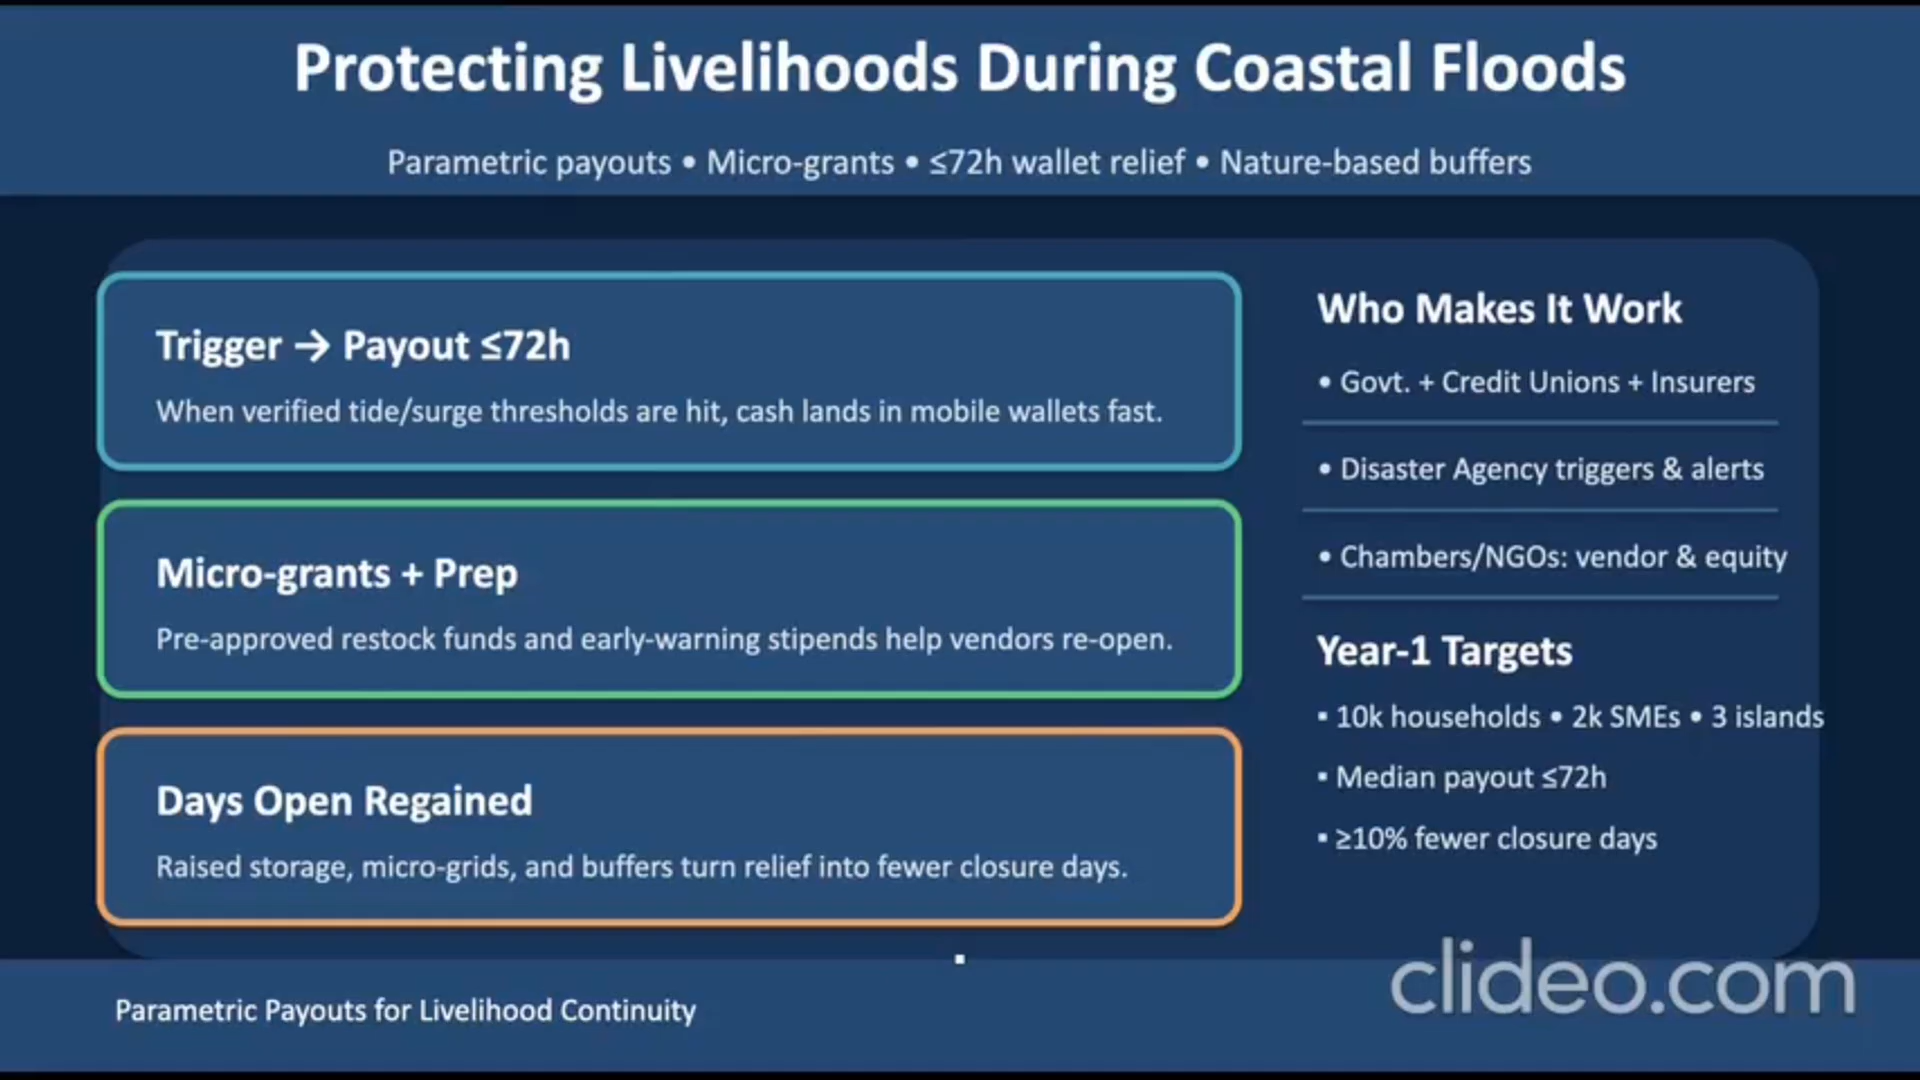 Protecting Livelihoods During Coastal Floods
Parametric payouts • Micro-grants • ≤72h wallet relief • Nature-based buffers
Trigger → Payout ≤72h
When verified tide/surge thresholds are hit, cash lands in mobile wallets fast.
Micro-grants + Prep
Pre-approved restock funds and early-warning stipends help vendors re-open.
Days Open Regained
Raised storage, micro-grids, and buffers turn relief into fewer closure days.
Who Makes It Work
• Govt. + Credit Unions + Insurers
• Disaster Agency triggers & alerts
• Chambers/NGOs: vendor & equity
Year-1 Targets
▪ 10k households • 2k SMEs • 3 islands
▪ Median payout ≤72h
▪ ≥10% fewer closure days
Parametric Payouts for Livelihood Continuity
clideo.com